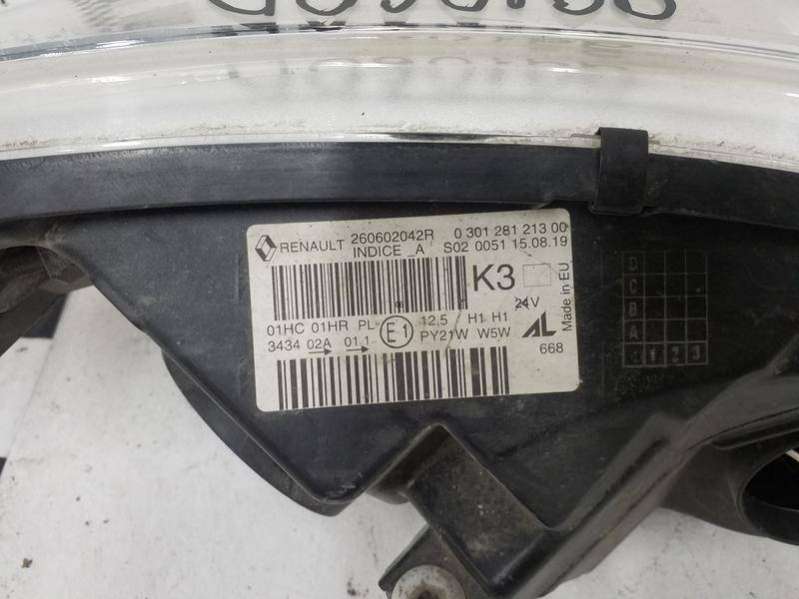 RENAULT 260602042R 0 301 281 213 00
INDICE_A S02 0051 15.08.19
K3
24V
Made in EU
01HC 01HR PL 12.5 H1 H1
3434 02A → 01.1 → E1 PY21W W5W
AL
668
D
C
B
A
1 2 3